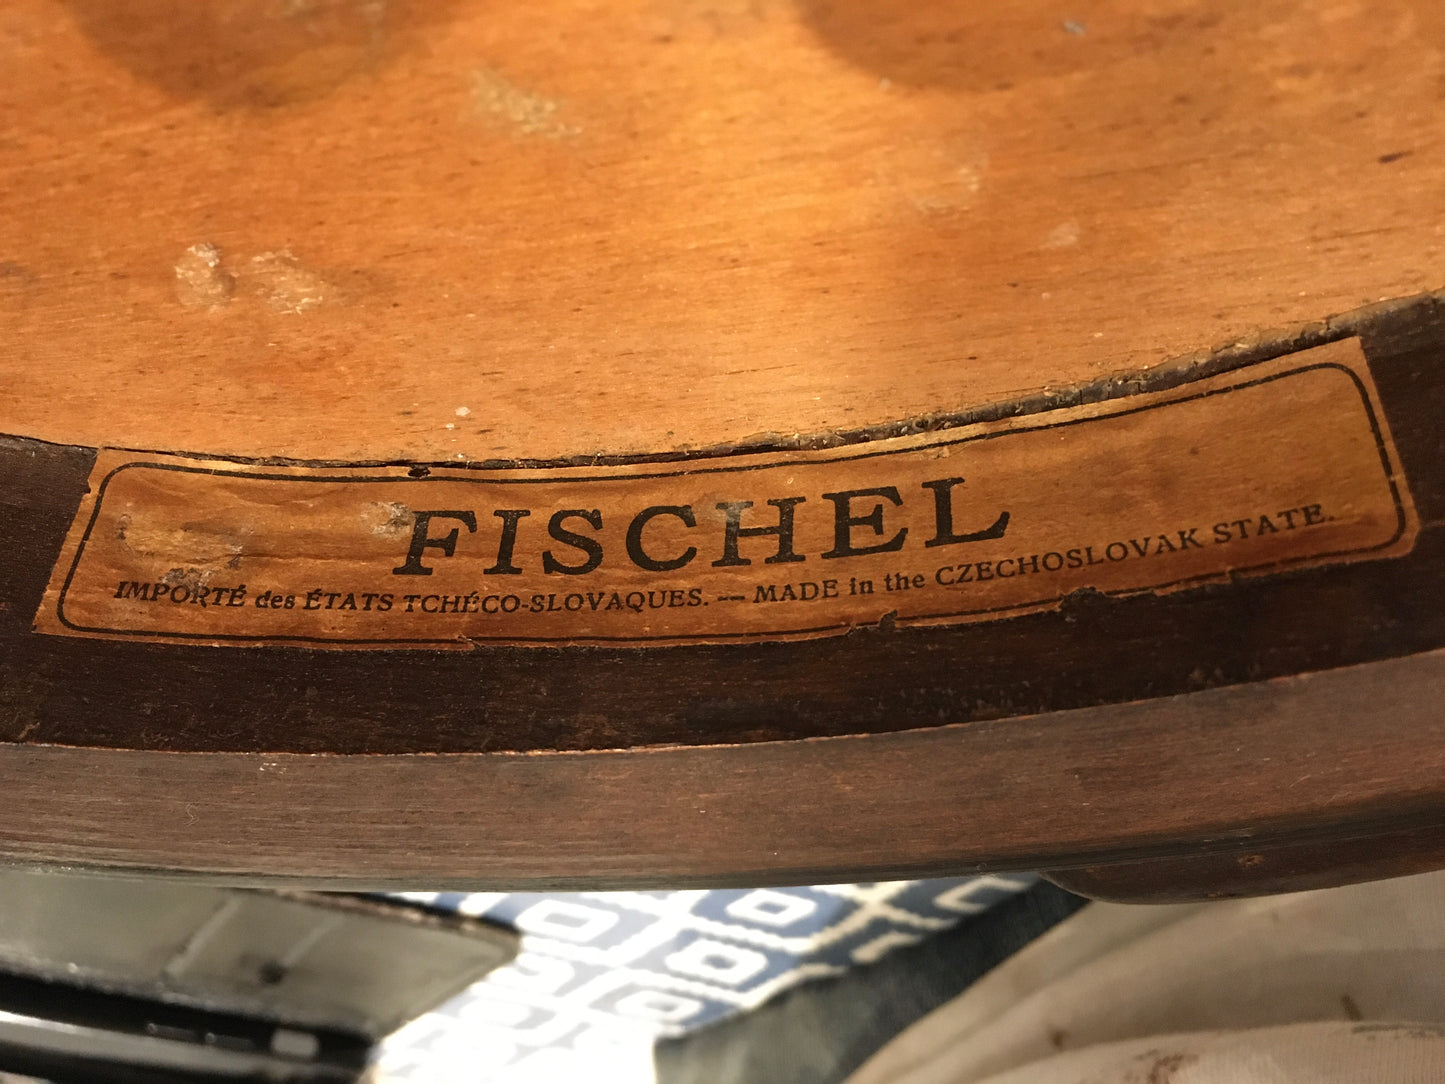 FISCHEL
IMPORTÉ des ÉTATS TCHÉCO-SLOVAQUES. — MADE in the CZECHOSLOVAK STATE.